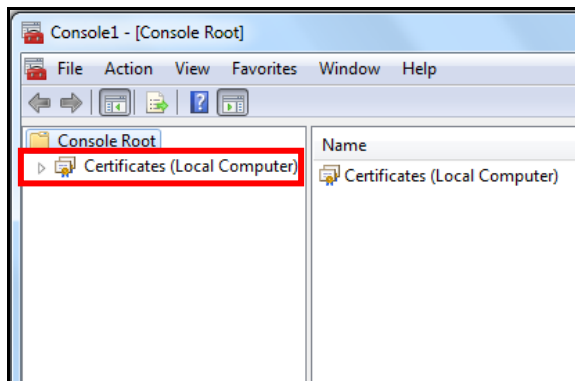 Console1 - [Console Root]
File Action View Favorites Window Help
Console Root
Certificates (Local Computer)
Name
Certificates (Local Computer)